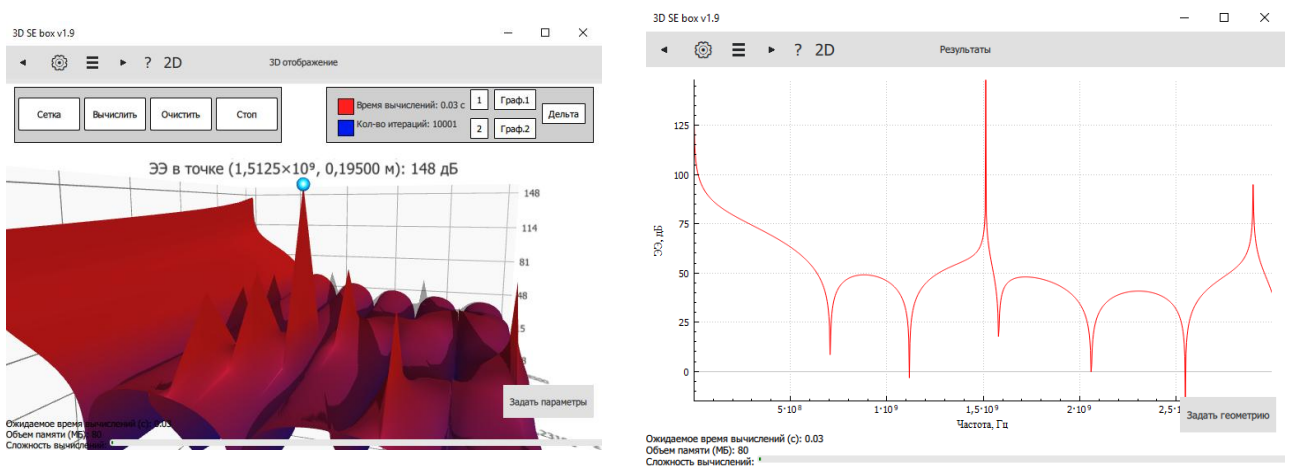 3D SE box v1.9
? 2D
3D отображение
Сетка
Вычислить
Очистить
Стоп
Время вычислений: 0.03 с
Кол-во итераций: 10001
1
Граф.1
2
Граф.2
Дельта
ЭЭ в точке (1,5125×10⁹, 0,19500 м): 148 дБ
148
114
81
48
Задать параметры
Ожидаемое время вычислений (с): 0.03
Объем памяти (МБ): 80
Сложность вычислений:
3D SE box v1.9
? 2D
Результаты
125
100
75
50
25
0
ЭЭ, дБ
5·10⁸
1·10⁹
1,5·10⁹
2·10⁹
Частота, Гц
Задать геометрию
Ожидаемое время вычислений (с): 0.03
Объем памяти (МБ): 80
Сложность вычислений: